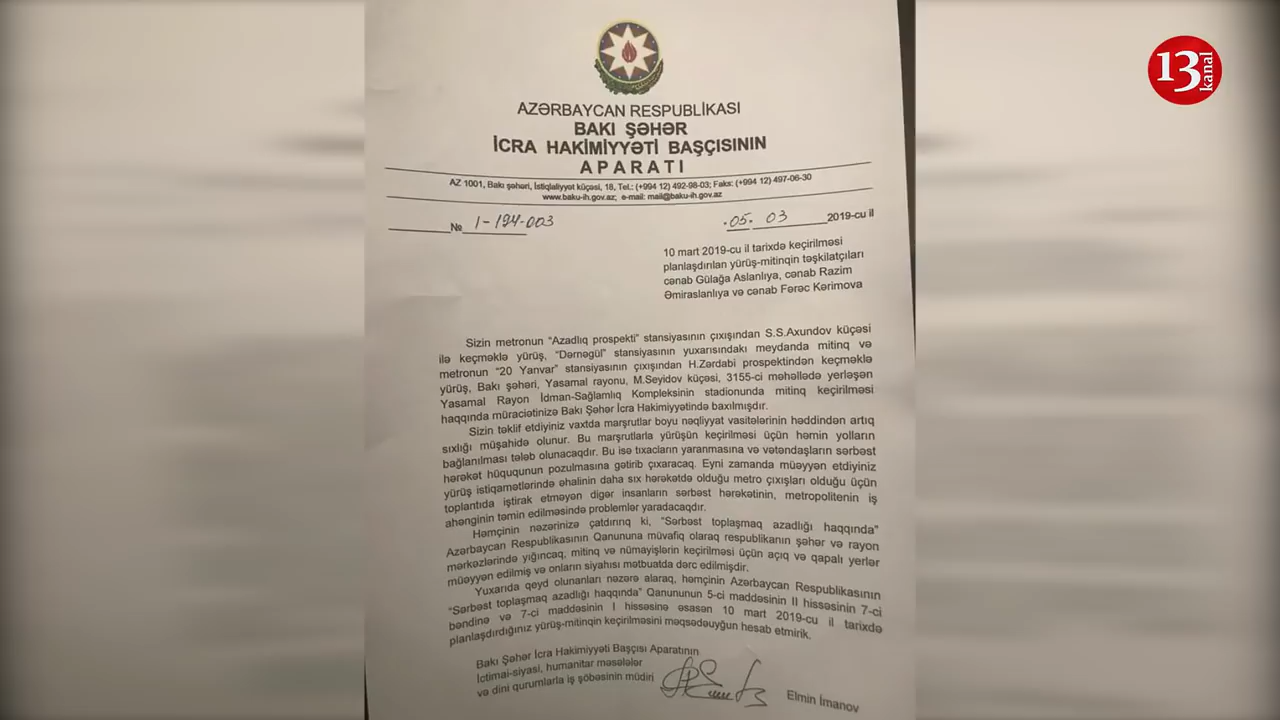 13 kanal
AZƏRBAYCAN RESPUBLİKASI
BAKI ŞƏHƏR
İCRA HAKİMİYYƏTİ BAŞÇISININ
APARATI
AZ 1001, Bakı şəhəri, İstiqlaliyyət küçəsi, 18, Tel.: (+994 12) 492-98-03; Faks: (+994 12) 497-06-30
www.baku-ih.gov.az; e-mail: mail@baku-ih.gov.az
№ 1-194-003
.05. 03 2019-cu il
10 mart 2019-cu il tarixdə keçirilməsi
planlaşdırılan yürüş-mitinqin təşkilatçıları
cənab Gülağa Aslanlıya, cənab Razim
Əmiraslanlıya və cənab Fərəc Kərimova
Sizin metronun "Azadlıq prospekti" stansiyasının çıxışından S.S.Axundov küçəsi
ilə keçməklə yürüş, "Dərnəgül" stansiyasının yuxarısındakı meydanda mitinq və
metronun "20 Yanvar" stansiyasının çıxışından H.Zərdabi prospektindən keçməklə
yürüş, Bakı şəhəri, Yasamal rayonu, M.Seyidov küçəsi, 3155-ci məhəllədə yerləşən
Yasamal Rayon İdman-Sağlamlıq Kompleksinin stadionunda mitinq keçirilməsi
haqqında müraciətinizə Bakı Şəhər İcra Hakimiyyətində baxılmışdır.
Sizin təklif etdiyiniz vaxtda marşrutlar boyu nəqliyyat vasitələrinin həddindən artıq
sıxlığı müşahidə olunur. Bu marşrutlarla yürüşün keçirilməsi üçün həmin yolların
bağlanılması tələb olunacaqdır. Bu isə tıxacların yaranmasına və vətəndaşların sərbəst
hərəkət hüququnun pozulmasına gətirib çıxaracaq. Eyni zamanda müəyyən etdiyiniz
yürüş istiqamətlərində əhalinin daha sıx hərəkətdə olduğu metro çıxışları olduğu üçün
toplantıda iştirak etməyən digər insanların sərbəst hərəkətinin, metropolitenin iş
ahənginin təmin edilməsində problemlər yaradacaqdır.
Həmçinin nəzərinizə çatdırırıq ki, "Sərbəst toplaşmaq azadlığı haqqında"
Azərbaycan Respublikasının Qanununa müvafiq olaraq respublikanın şəhər və rayon
mərkəzlərində yığıncaq, mitinq və nümayişlərin keçirilməsi üçün açıq və qapalı yerlər
müəyyən edilmiş və onların siyahısı mətbuatda dərc edilmişdir.
Yuxarıda qeyd olunanları nəzərə alaraq, həmçinin Azərbaycan Respublikasının
"Sərbəst toplaşmaq azadlığı haqqında" Qanununun 5-ci maddəsinin II hissəsinin 7-ci
bəndinə və 7-ci maddəsinin I hissəsinə əsasən 10 mart 2019-cu il tarixdə
planlaşdırdığınız yürüş-mitinqin keçirilməsini məqsədəuyğun hesab etmirik.
Bakı Şəhər İcra Hakimiyyəti Başçısı Aparatının
İctimai-siyasi, humanitar məsələlər
və dini qurumlarla iş şöbəsinin müdiri
Elmin İmanov